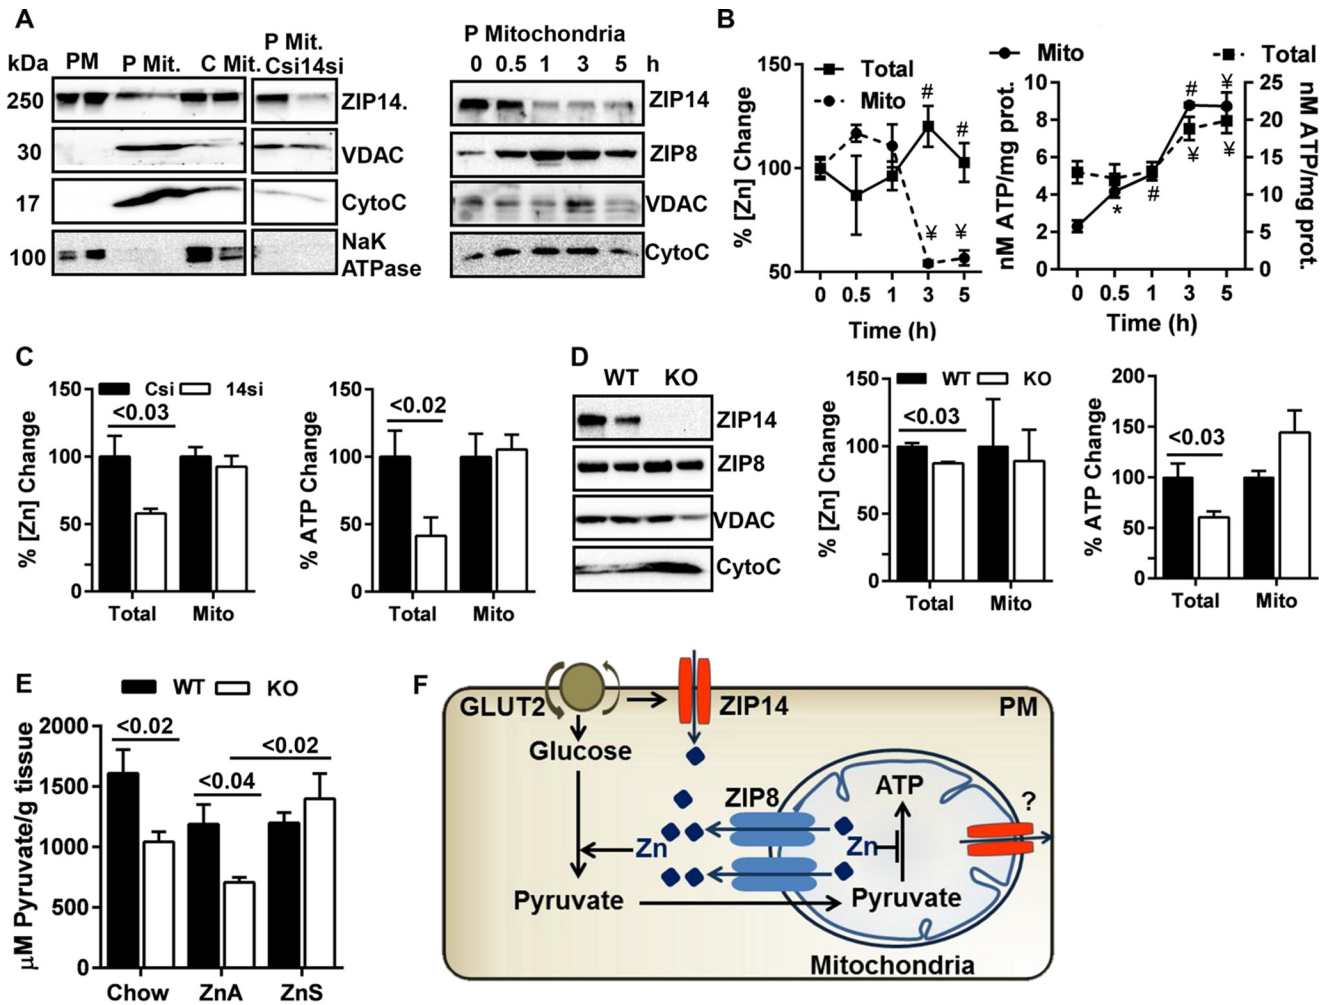 A
kDa
PM
P Mit.
C Mit.
P Mit.
Csi14si
250
ZIP14.
30
VDAC
17
CytoC
100
NaK
ATPase
P Mitochondria
0 0.5 1 3 5 h
ZIP14
ZIP8
VDAC
CytoC
B
% [Zn] Change
150
100
50
Total
Mito
# #
¥ ¥
0 0.5 1 3 5
Time (h)
Mito
Total
nM ATP/mg prot.
10
8
6
4
2
0
* # # ¥
¥ ¥
25
20
15
10
5
0
nM ATP/mg prot.
0 0.5 1 3 5
Time (h)
C
% [Zn] Change
150
100
50
0
Csi 14si
<0.03
Total Mito
% ATP Change
150
100
50
0
<0.02
Total Mito
D
WT KO
ZIP14
ZIP8
VDAC
CytoC
% [Zn] Change
150
100
50
0
WT KO
<0.03
Total Mito
% ATP Change
200
150
100
50
0
<0.03
Total Mito
E
WT KO
μM Pyruvate/g tissue
2000
1500
1000
500
0
<0.02
<0.04
<0.02
Chow ZnA ZnS
F
GLUT2
ZIP14
PM
Glucose
ZIP8
ATP
?
Zn
Zn
Pyruvate
Pyruvate
Mitochondria